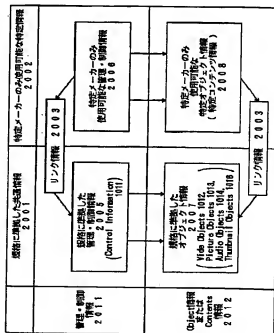 規格に準拠した共通情報
2001
特定メーカーのみ使用可能な特定情報
2002
リンク情報 2003
管理・制御
情報
2011
規格に準拠した
管理・制御情報
2005
(Control Information 1011)
特定メーカーのみ
使用可能な管理・制御情報
2006
Object情報
または
Contents
情報
2012
規格に準拠した
オブジェクト情報
2007
Video Objects 1012,
Picture Objects 1013,
Audio Objects 1014,
Thumbnail Objects 1016
特定メーカーのみ
使用可能な
特定オブジェクト情報
(特定コンテンツ情報)
2008
リンク情報 2003